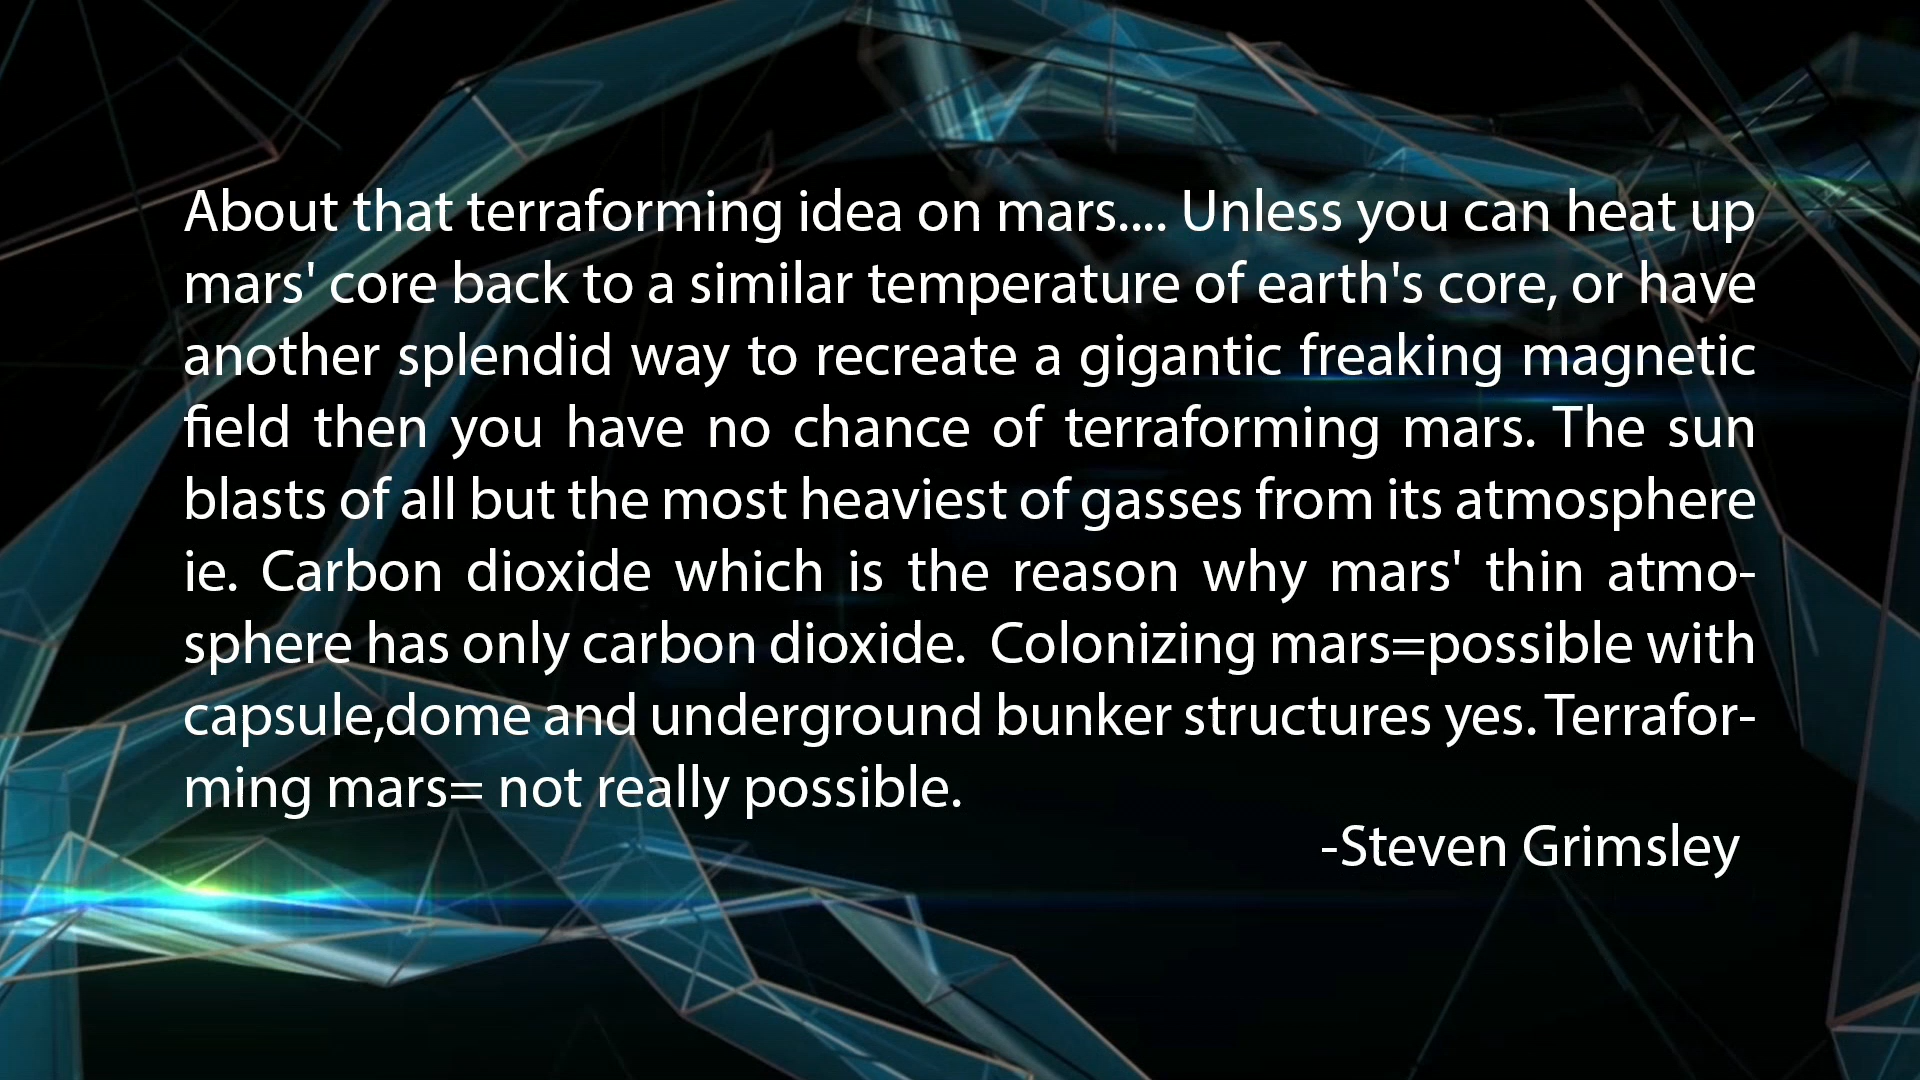 About that terraforming idea on mars.... Unless you can heat up
mars' core back to a similar temperature of earth's core, or have
another splendid way to recreate a gigantic freaking magnetic
field then you have no chance of terraforming mars. The sun
blasts of all but the most heaviest of gasses from its atmosphere
ie. Carbon dioxide which is the reason why mars' thin atmo-
sphere has only carbon dioxide.  Colonizing mars=possible with
capsule,dome and underground bunker structures yes. Terrafor-
ming mars= not really possible.
-Steven Grimsley